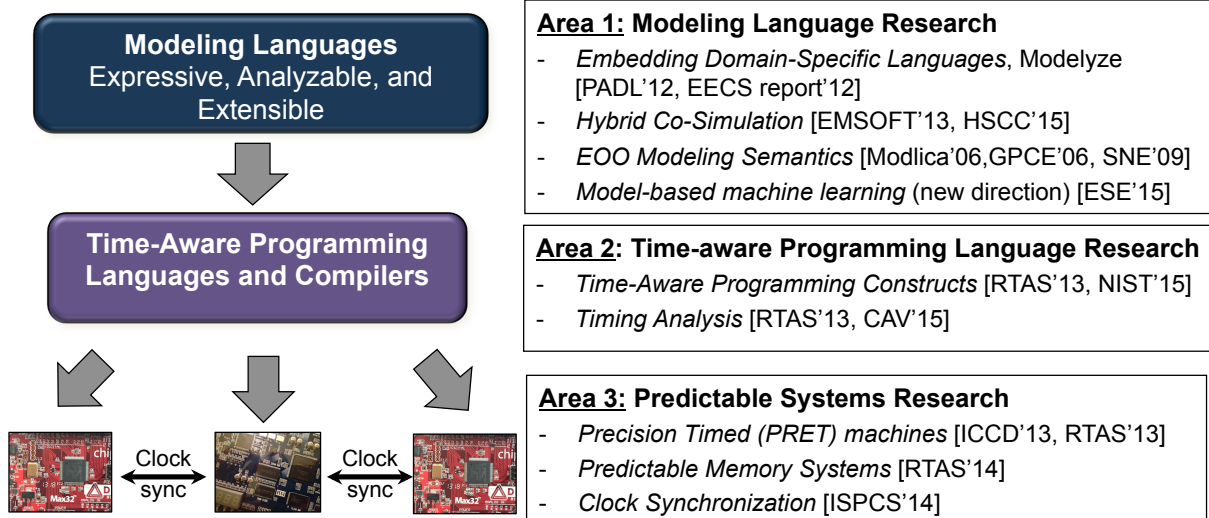 Modeling Languages
Expressive, Analyzable, and
Extensible
Time-Aware Programming
Languages and Compilers
Clock
sync
Clock
sync
Max32
chi
1318
Max32
D
Area 1: Modeling Language Research
- Embedding Domain-Specific Languages, Modelyze
[PADL’12, EECS report’12]
- Hybrid Co-Simulation [EMSOFT’13, HSCC’15]
- EOO Modeling Semantics [Modlica’06,GPCE’06, SNE’09]
- Model-based machine learning (new direction) [ESE’15]
Area 2: Time-aware Programming Language Research
- Time-Aware Programming Constructs [RTAS’13, NIST’15]
- Timing Analysis [RTAS’13, CAV’15]
Area 3: Predictable Systems Research
- Precision Timed (PRET) machines [ICCD’13, RTAS’13]
- Predictable Memory Systems [RTAS’14]
- Clock Synchronization [ISPCS’14]